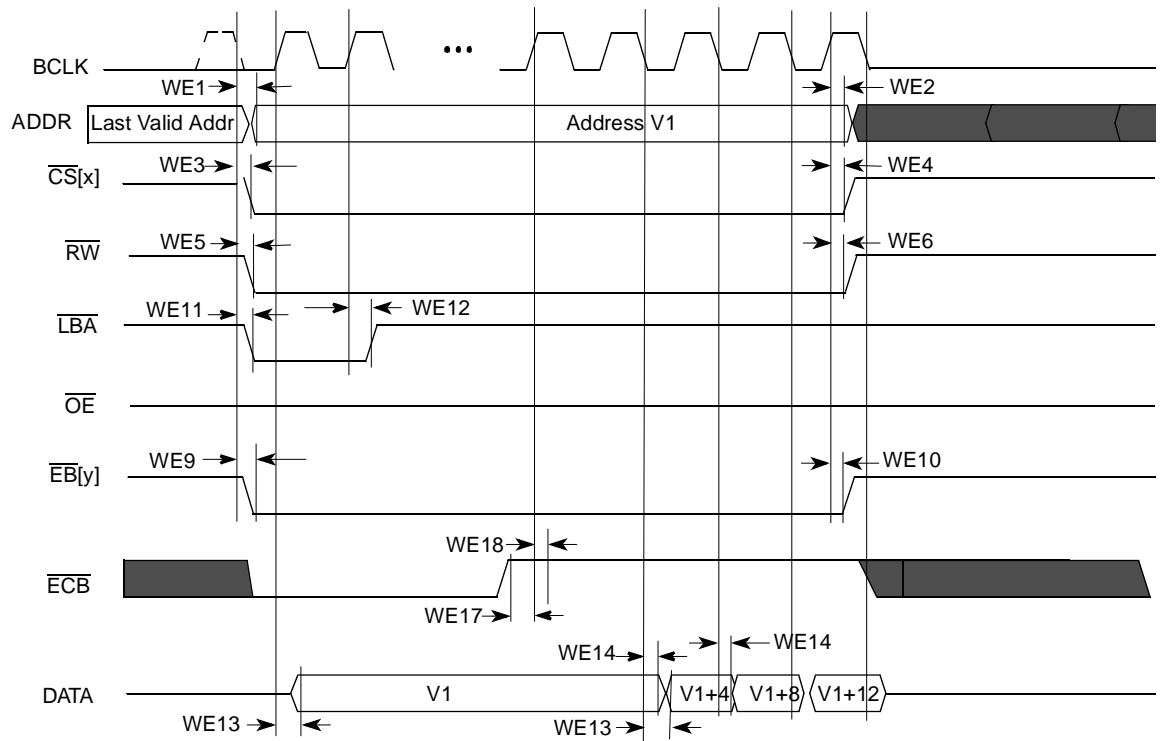 BCLK
WE1
WE2
ADDR
Last Valid Addr
Address V1
WE3
WE4
CS[x]
WE5
WE6
RW
WE11
WE12
LBA
OE
WE9
WE10
EB[y]
WE18
ECB
WE17
WE14
WE14
DATA
V1
V1+4
V1+8
V1+12
WE13
WE13